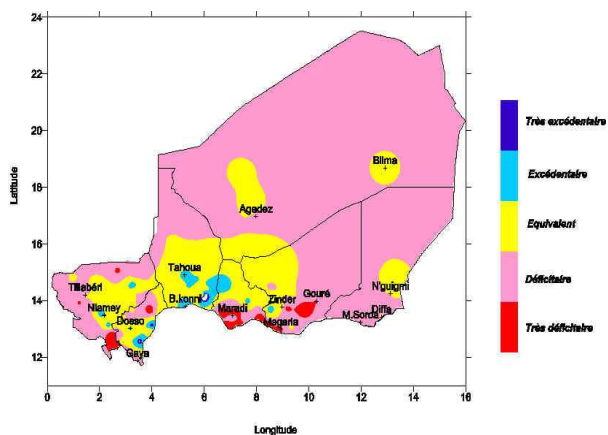 24
22
20
18
16
14
12
Latitude
0 2 4 6 8 10 12 14 16
Longitude
Bilma
Agadez
Tahoua
Tillabéri
B.konni
N'guigmi
Niamey
Maradi
Zinder
Gouré
Dosso
Magaria
Diffa
M.Soroa
Gaya
Très excédentaire
Excédentaire
Equivalent
Déficitaire
Très déficitaire